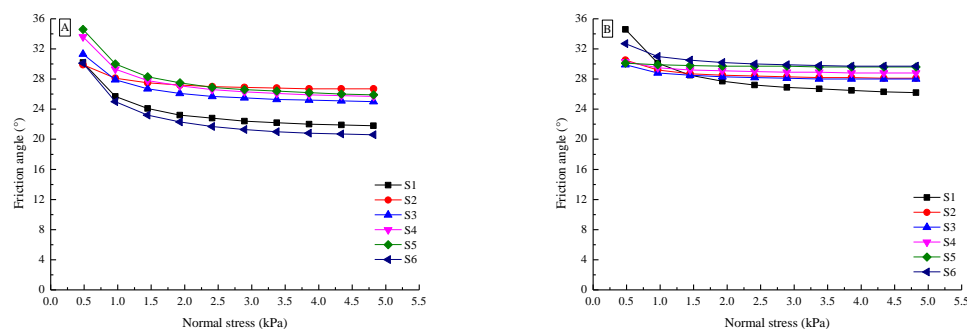 36
A
32
28
24
20
16
12
8
4
0
Friction angle (°)
S1
S2
S3
S4
S5
S6
0.0 0.5 1.0 1.5 2.0 2.5 3.0 3.5 4.0 4.5 5.0 5.5
Normal stress (kPa)
36
B
32
28
24
20
16
12
8
4
0
Friction angle (°)
S1
S2
S3
S4
S5
S6
0.0 0.5 1.0 1.5 2.0 2.5 3.0 3.5 4.0 4.5 5.0 5.5
Normal stress (kPa)